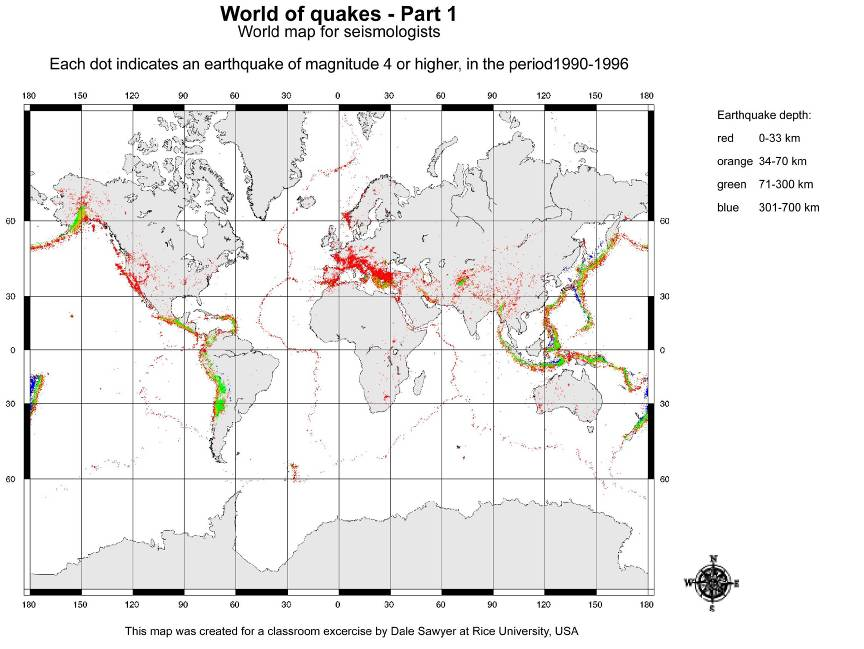 World of quakes - Part 1
World map for seismologists
Each dot indicates an earthquake of magnitude 4 or higher, in the period1990-1996
180 150 120 90 60 30 0 30 60 90 120 150 180
Earthquake depth:
red 0-33 km
orange 34-70 km
green 71-300 km
blue 301-700 km
60 60
30 30
0 0
30 30
60 60
N
W E
S
180 150 120 90 60 30 0 30 60 90 120 150 180
This map was created for a classroom excercise by Dale Sawyer at Rice University, USA